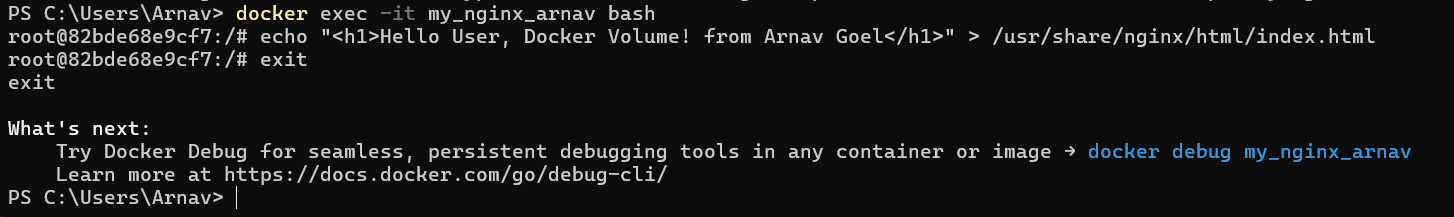 PS C:\Users\Arnav> docker exec -it my_nginx_arnav bash
root@82bde68e9cf7:/# echo "<h1>Hello User, Docker Volume! from Arnav Goel</h1>" > /usr/share/nginx/html/index.html
root@82bde68e9cf7:/# exit
exit

What's next:
    Try Docker Debug for seamless, persistent debugging tools in any container or image → docker debug my_nginx_arnav
    Learn more at https://docs.docker.com/go/debug-cli/
PS C:\Users\Arnav>